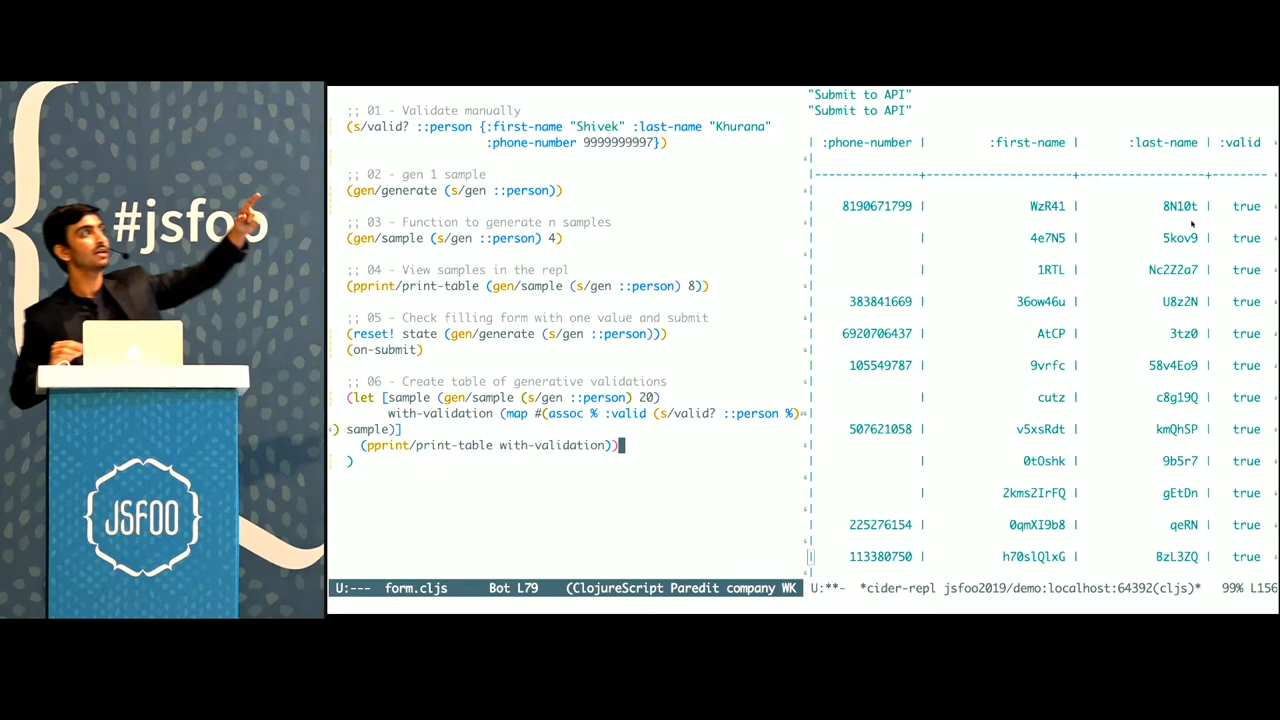 #jsfoo
JSFOO
;; 01 - Validate manually
(s/valid? ::person {:first-name "Shivek" :last-name "Khurana"
:phone-number 9999999997})
;; 02 - gen 1 sample
(gen/generate (s/gen ::person))
;; 03 - Function to generate n samples
(gen/sample (s/gen ::person) 4)
;; 04 - View samples in the repl
(pprint/print-table (gen/sample (s/gen ::person) 8))
;; 05 - Check filling form with one value and submit
(reset! state (gen/generate (s/gen ::person)))
(on-submit)
;; 06 - Create table of generative validations
(let [sample (gen/sample (s/gen ::person) 20)
with-validation (map #(assoc % :valid (s/valid? ::person %)
) sample)]
(pprint/print-table with-validation))
)
U:--- form.cljs Bot L79 (ClojureScript Paredit company WK
"Submit to API"
"Submit to API"
| :phone-number | :first-name | :last-name | :valid
|
|---------------+---------------------+-----------------+--------
| 8190671799 | WzR41 | 8N10t | true
| | 4e7N5 | 5kov9 | true
| | 1RTL | Nc2Z2a7 | true
| 383841669 | 36ow46u | U8z2N | true
| 6920706437 | AtCP | 3tz0 | true
| 105549787 | 9vrfc | 58v4Eo9 | true
| | cutz | c8g19Q | true
| 507621058 | v5xsRdt | kmQhSP | true
| | 0tOshk | 9b5r7 | true
| | 2kms2IrFQ | gEtDn | true
| 225276154 | 0qmXI9b8 | qeRN | true
| 113380750 | h70slQlxG | BzL3ZQ | true
U:**- *cider-repl jsfoo2019/demo:localhost:64392(cljs)* 99% L156